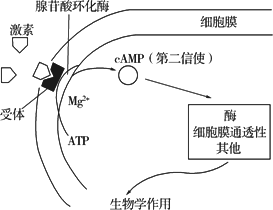 腺苷酸环化酶
激素
细胞膜
cAMP（第二信使）
Mg²⁺
受体
ATP
酶
细胞膜通透性
其他
生物学作用